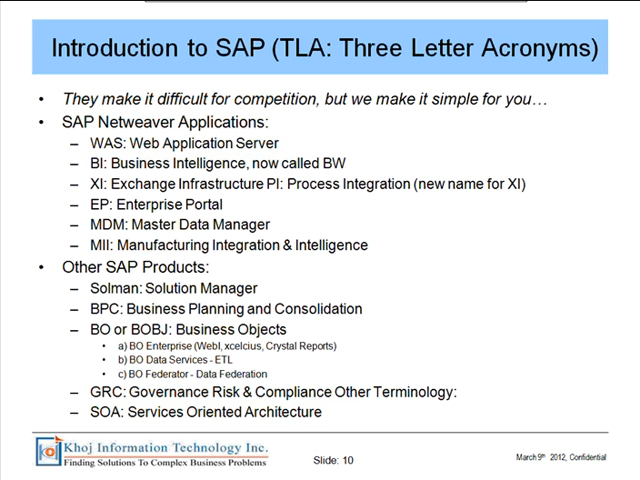 Introduction to SAP (TLA: Three Letter Acronyms)
• They make it difficult for competition, but we make it simple for you…
• SAP Netweaver Applications:
– WAS: Web Application Server
– BI: Business Intelligence, now called BW
– XI: Exchange Infrastructure PI: Process Integration (new name for XI)
– EP: Enterprise Portal
– MDM: Master Data Manager
– MII: Manufacturing Integration & Intelligence
• Other SAP Products:
– Solman: Solution Manager
– BPC: Business Planning and Consolidation
– BO or BOBJ: Business Objects
• a) BO Enterprise (WebI, xcelcius, Crystal Reports)
• b) BO Data Services - ETL
• c) BO Federator - Data Federation
– GRC: Governance Risk & Compliance Other Terminology:
– SOA: Services Oriented Architecture
Khoj Information Technology Inc.
Finding Solutions To Complex Business Problems
Slide: 10
March 9th 2012, Confidential